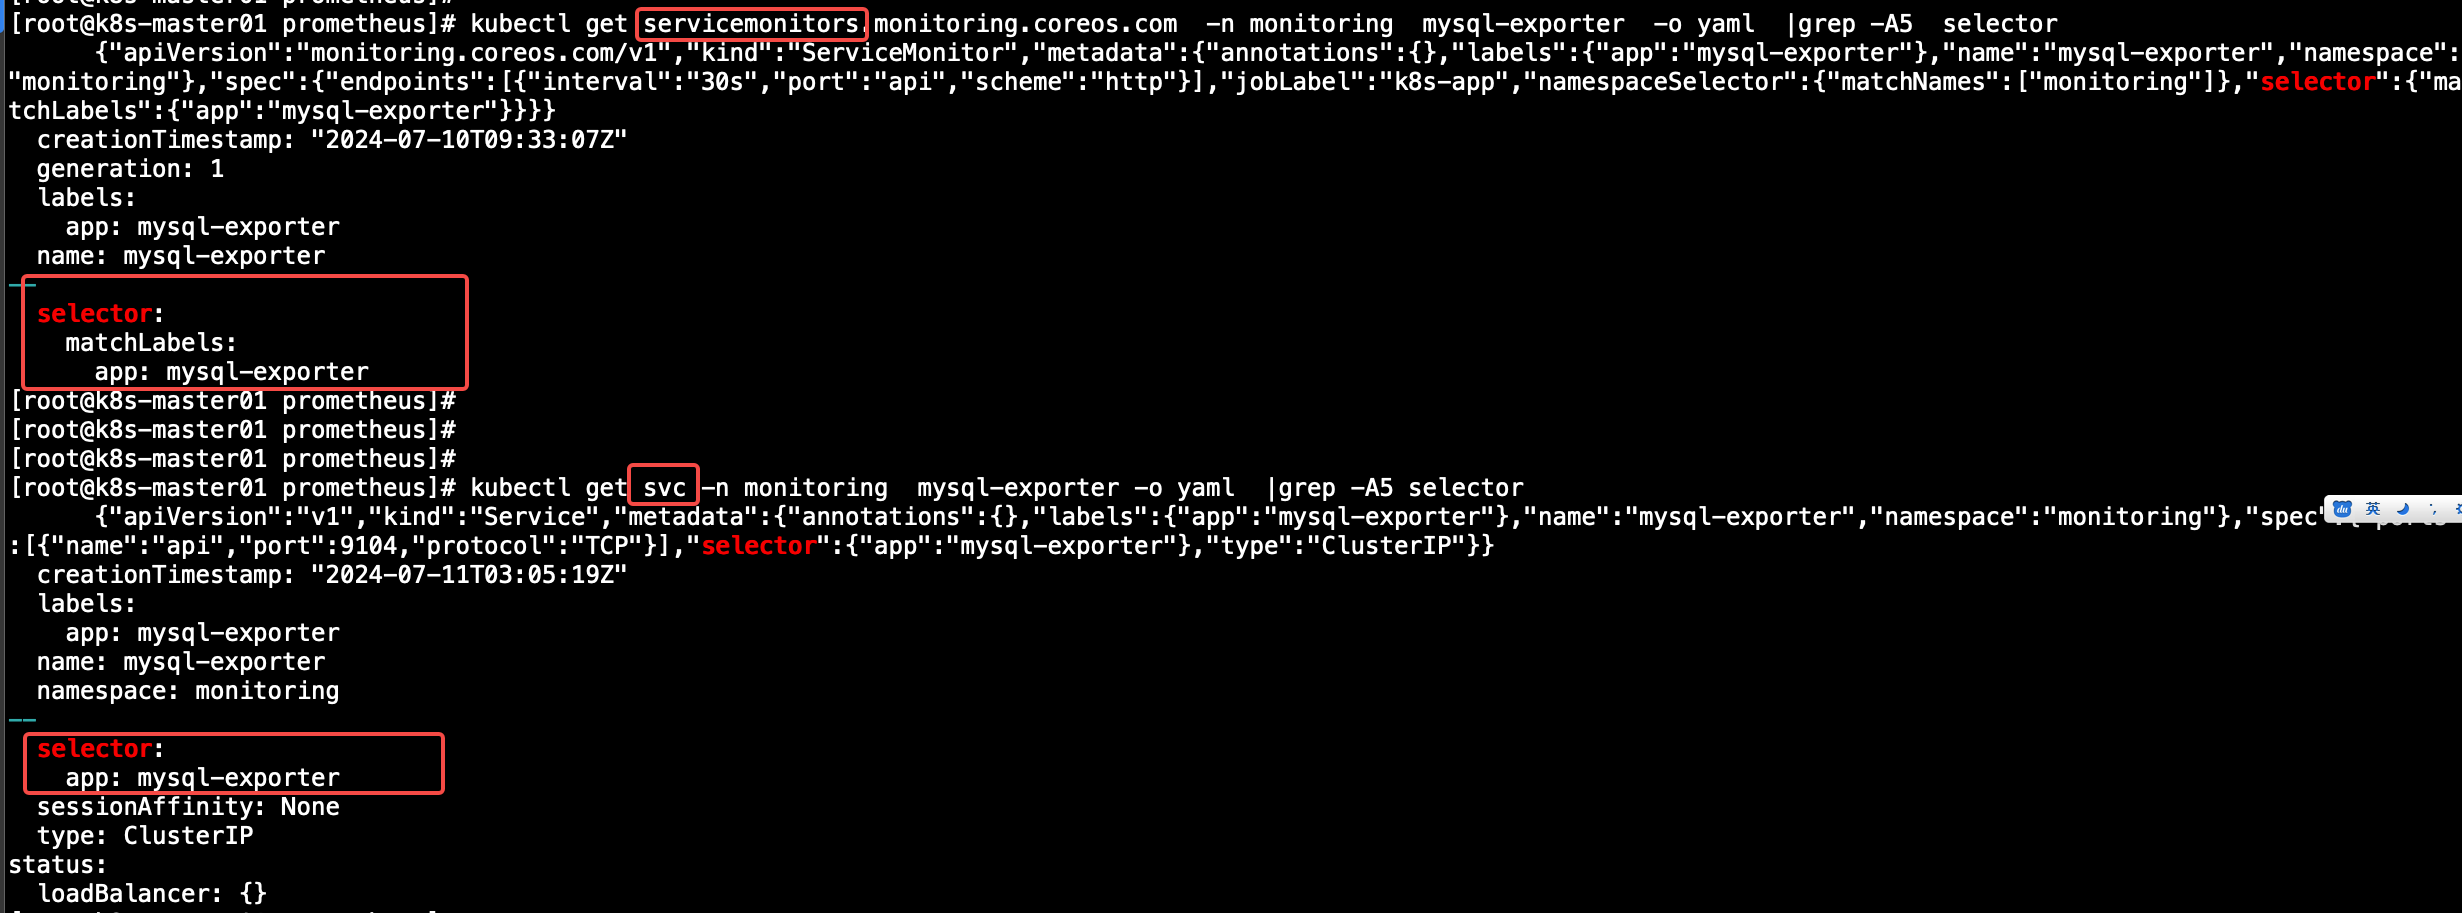 [root@k8s-master01 prometheus]#
[root@k8s-master01 prometheus]# kubectl get servicemonitors.monitoring.coreos.com  -n monitoring  mysql-exporter  -o yaml  |grep -A5  selector
      {"apiVersion":"monitoring.coreos.com/v1","kind":"ServiceMonitor","metadata":{"annotations":{},"labels":{"app":"mysql-exporter"},"name":"mysql-exporter","namespace":
"monitoring"},"spec":{"endpoints":[{"interval":"30s","port":"api","scheme":"http"}],"jobLabel":"k8s-app","namespaceSelector":{"matchNames":["monitoring"]},"selector":{"ma
tchLabels":{"app":"mysql-exporter"}}}}
  creationTimestamp: "2024-07-10T09:33:07Z"
  generation: 1
  labels:
    app: mysql-exporter
  name: mysql-exporter
--
  selector:
    matchLabels:
      app: mysql-exporter
[root@k8s-master01 prometheus]#
[root@k8s-master01 prometheus]#
[root@k8s-master01 prometheus]#
[root@k8s-master01 prometheus]# kubectl get svc -n monitoring  mysql-exporter -o yaml  |grep -A5 selector
      {"apiVersion":"v1","kind":"Service","metadata":{"annotations":{},"labels":{"app":"mysql-exporter"},"name":"mysql-exporter","namespace":"monitoring"},"spec"
英
:[{"name":"api","port":9104,"protocol":"TCP"}],"selector":{"app":"mysql-exporter"},"type":"ClusterIP"}}
  creationTimestamp: "2024-07-11T03:05:19Z"
  labels:
    app: mysql-exporter
  name: mysql-exporter
  namespace: monitoring
--
  selector:
    app: mysql-exporter
  sessionAffinity: None
  type: ClusterIP
status:
  loadBalancer: {}